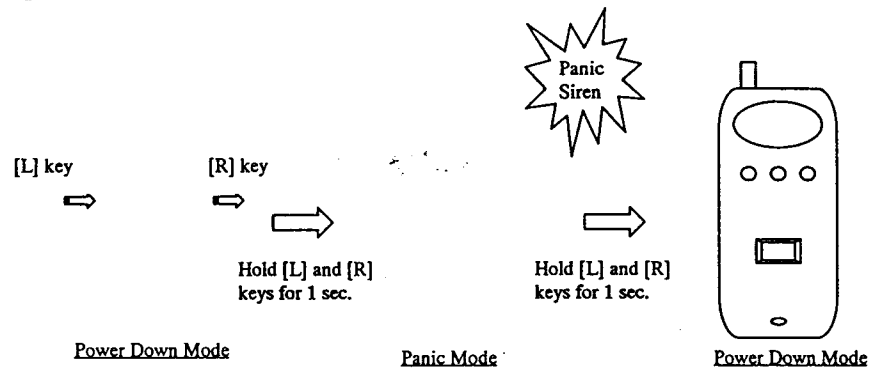 Panic
Siren
[L] key
[R] key
Hold [L] and [R]
keys for 1 sec.
Hold [L] and [R]
keys for 1 sec.
Power Down Mode
Panic Mode
Power Down Mode